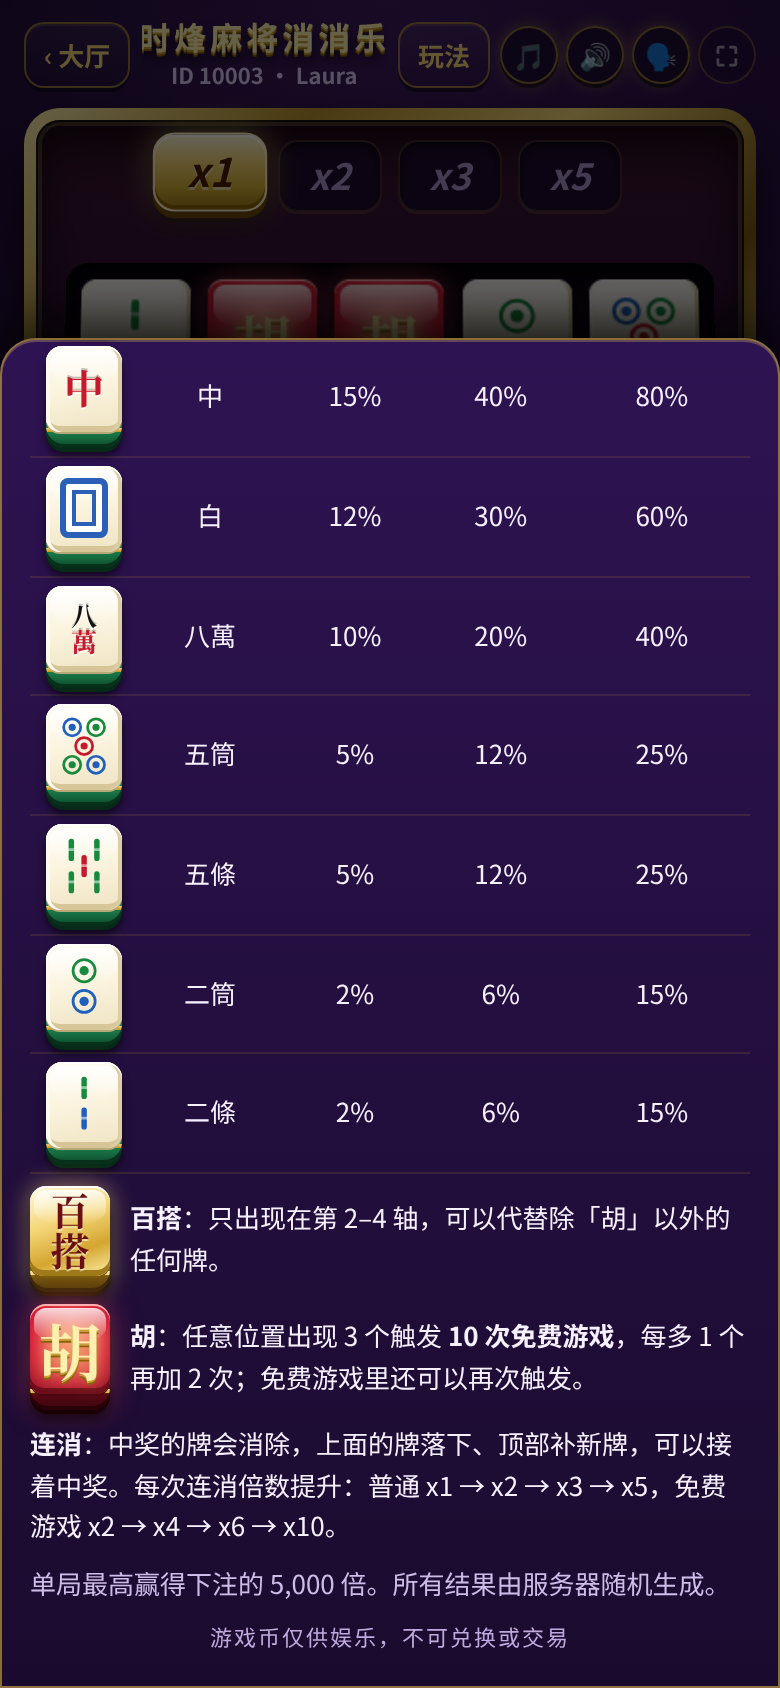 ‹ 大厅
时烽麻将消消乐
玩法
ID 10003 • Laura
x1 x2 x3 x5
胡 胡
中 中 15% 40% 80%
白 12% 30% 60%
八萬 八萬 10% 20% 40%
五筒 5% 12% 25%
五條 5% 12% 25%
二筒 2% 6% 15%
二條 2% 6% 15%
百搭 百搭：只出现在第 2–4 轴，可以代替除「胡」以外的
任何牌。
胡 胡：任意位置出现 3 个触发 10 次免费游戏，每多 1 个
再加 2 次；免费游戏里还可以再次触发。
连消：中奖的牌会消除，上面的牌落下、顶部补新牌，可以接
着中奖。每次连消倍数提升：普通 x1 → x2 → x3 → x5，免费
游戏 x2 → x4 → x6 → x10。
单局最高赢得下注的 5,000 倍。所有结果由服务器随机生成。
游戏币仅供娱乐，不可兑换或交易